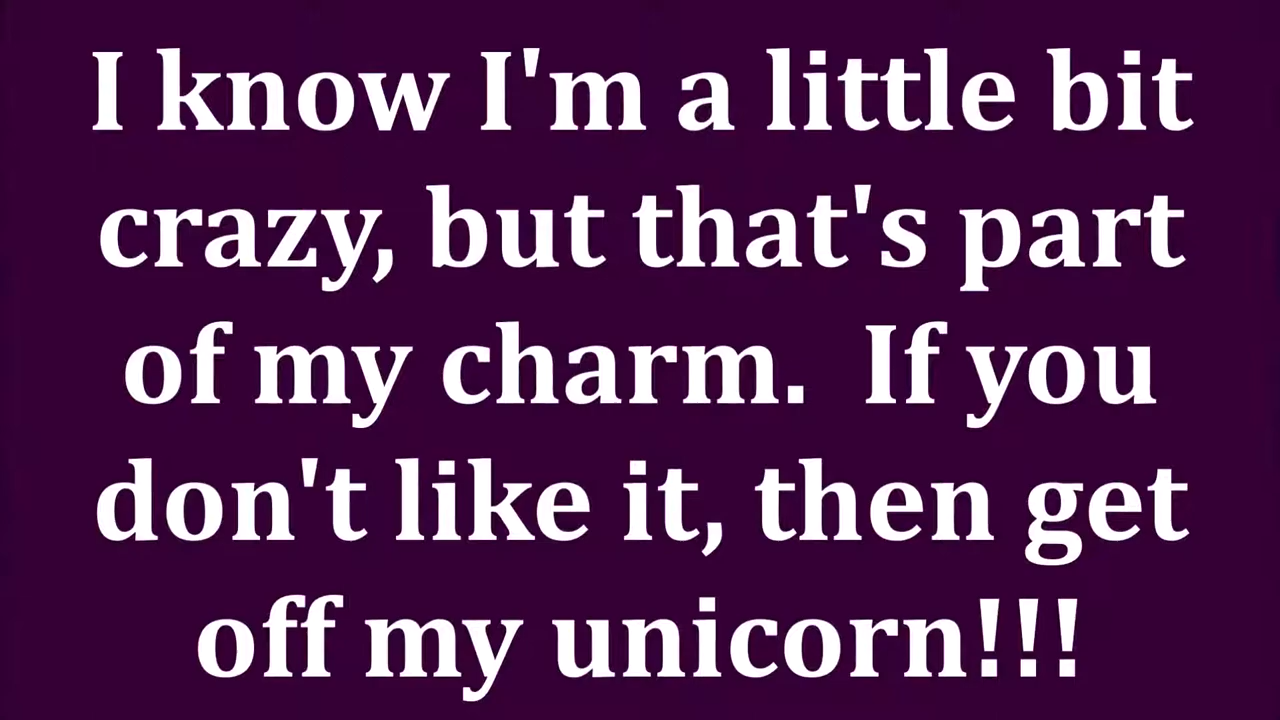 I know I'm a little bit
crazy, but that's part
of my charm.  If you
don't like it, then get
off my unicorn!!!